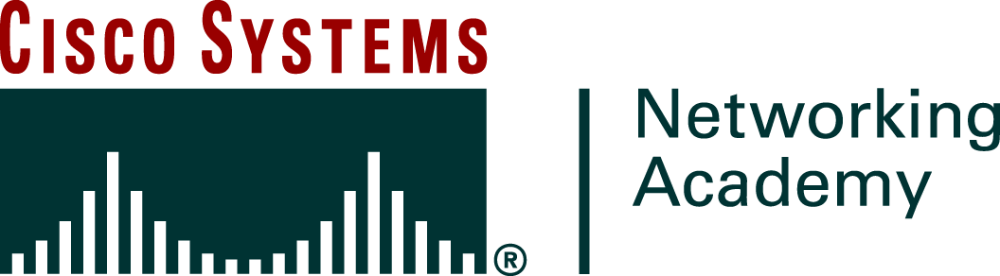 CISCO SYSTEMS
®
Networking
Academy